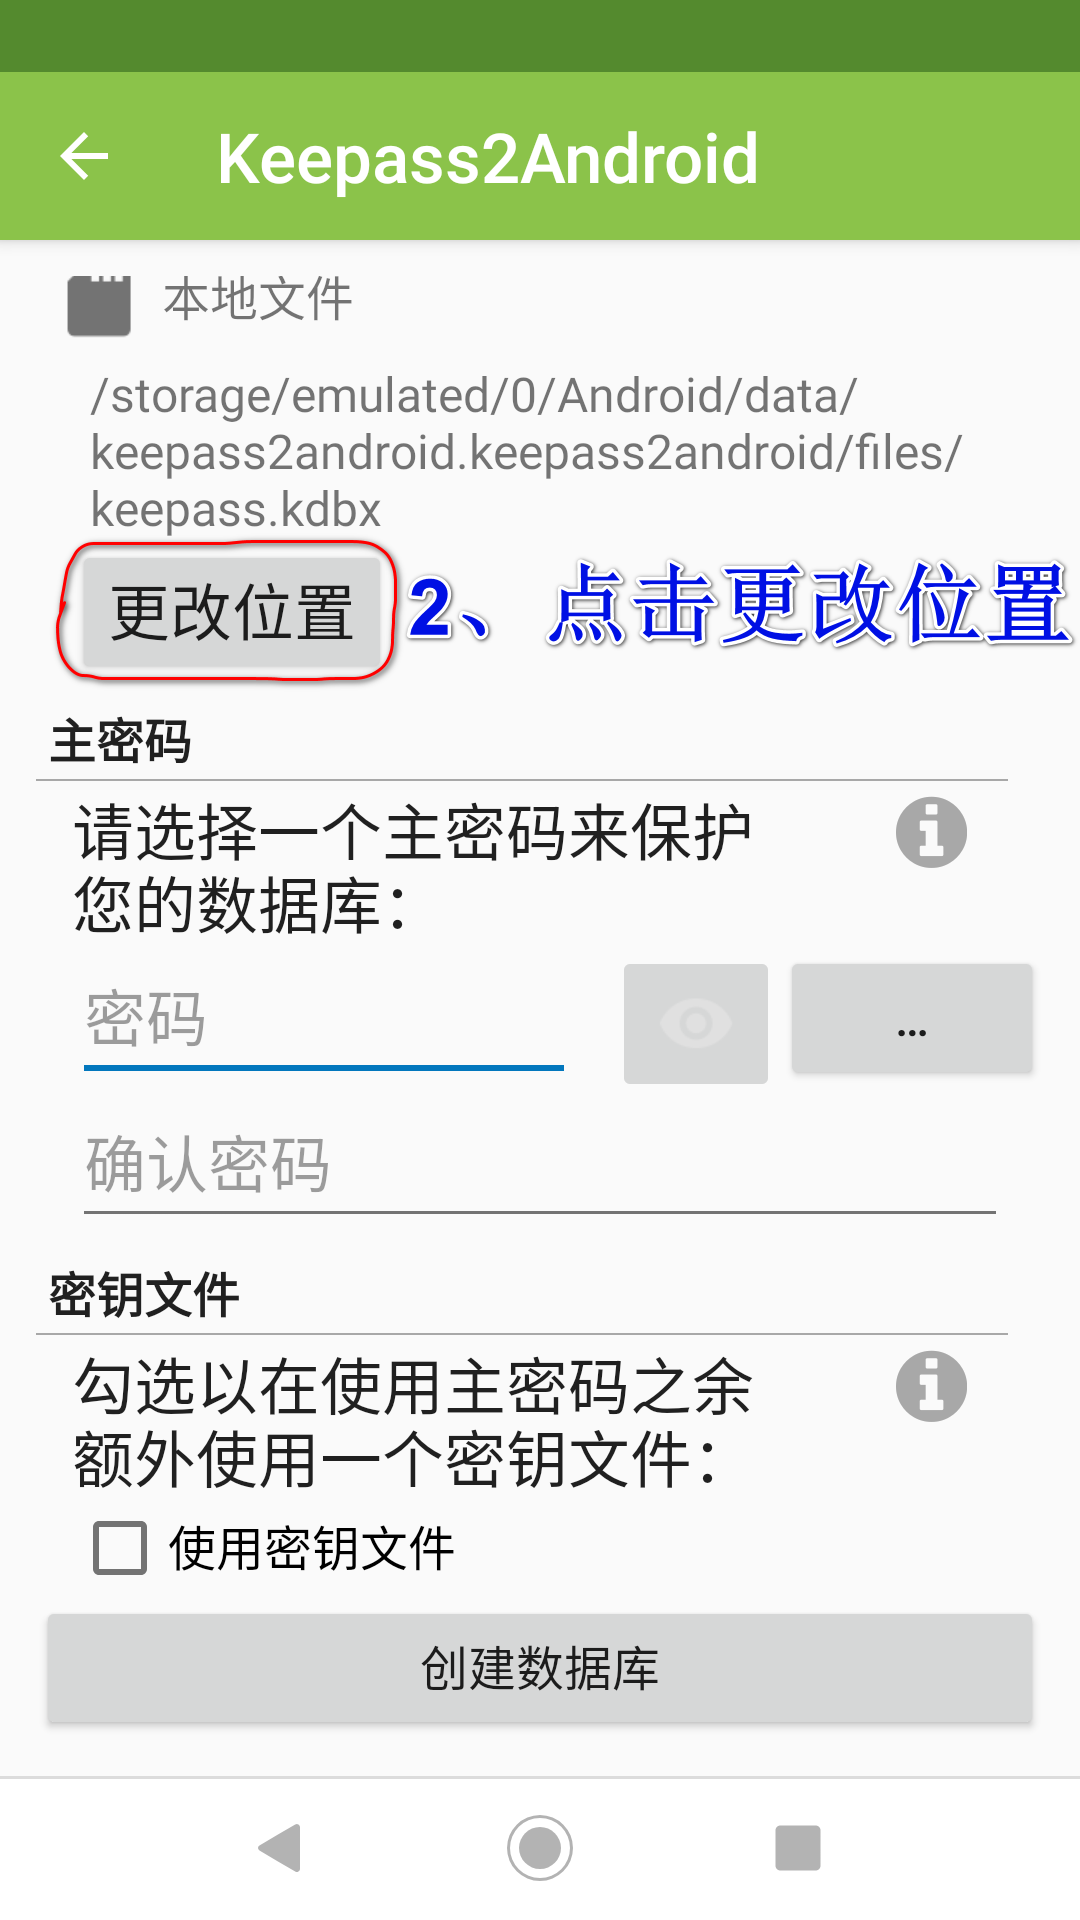 Keepass2Android
本地文件
/storage/emulated/0/Android/data/
keepass2android.keepass2android/files/
keepass.kdbx
更改位置 2、点击更改位置
主密码
请选择一个主密码来保护
您的数据库：
密码 ...
确认密码
密钥文件
勾选以在使用主密码之余
额外使用一个密钥文件：
使用密钥文件
创建数据库